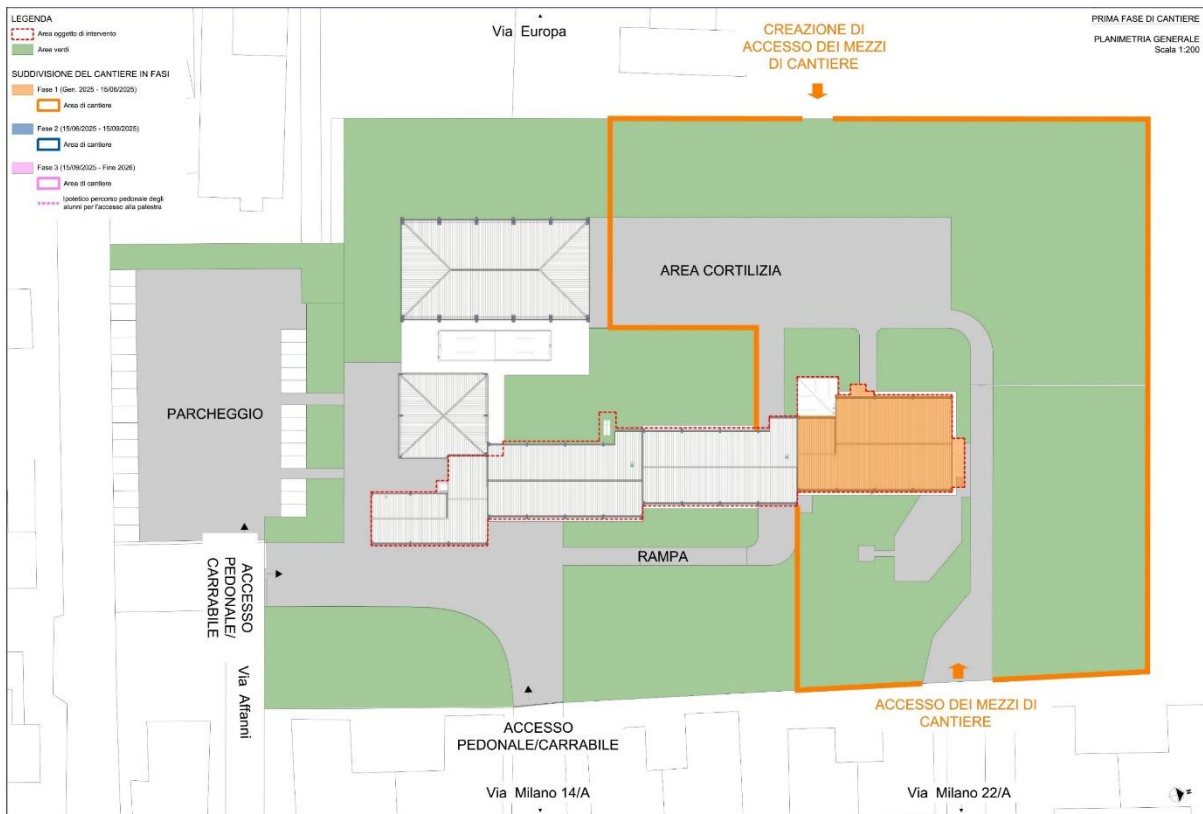 LEGENDA
Area oggetto di intervento
Aree verdi
SUDDIVISIONE DEL CANTIERE IN FASI
Fase 1 (Gen. 2025 - 15/06/2025)
Area di cantiere
Fase 2 (15/06/2025 - 15/09/2025)
Area di cantiere
Fase 3 (15/09/2025 - Fine 2026)
Area di cantiere
Ipotetico percorso pedonale degli
alunni per l'accesso alla palestra
Via Europa
CREAZIONE DI
ACCESSO DEI MEZZI
DI CANTIERE
PRIMA FASE DI CANTIERE
PLANIMETRIA GENERALE
Scala 1:200
AREA CORTILIZIA
PARCHEGGIO
RAMPA
ACCESSO
PEDONALE/
CARRABILE
Via Affanni
ACCESSO
PEDONALE/CARRABILE
ACCESSO DEI MEZZI DI
CANTIERE
Via Milano 14/A
Via Milano 22/A
N